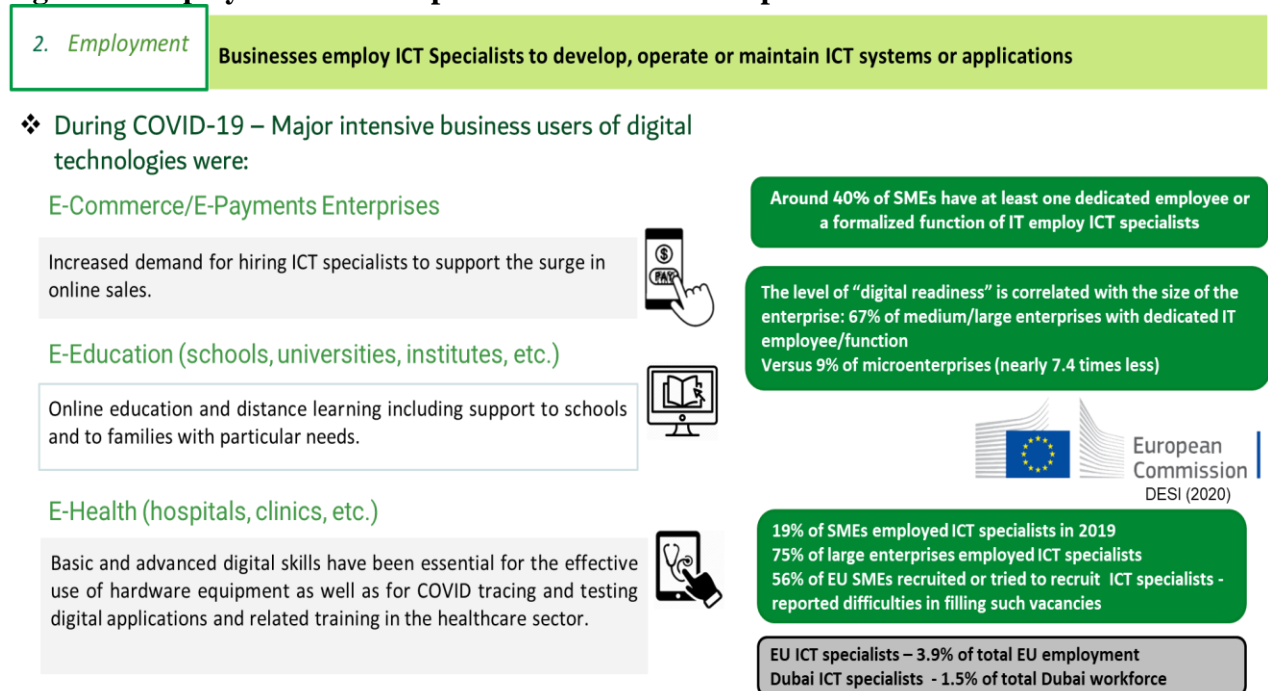 2. Employment
Businesses employ ICT Specialists to develop, operate or maintain ICT systems or applications
❖ During COVID-19 – Major intensive business users of digital
technologies were:
E-Commerce/E-Payments Enterprises
Increased demand for hiring ICT specialists to support the surge in
online sales.
$
PAY
E-Education (schools, universities, institutes, etc.)
Online education and distance learning including support to schools
and to families with particular needs.
E-Health (hospitals, clinics, etc.)
Basic and advanced digital skills have been essential for the effective
use of hardware equipment as well as for COVID tracing and testing
digital applications and related training in the healthcare sector.
Around 40% of SMEs have at least one dedicated employee or
a formalized function of IT employ ICT specialists
The level of “digital readiness” is correlated with the size of the
enterprise: 67% of medium/large enterprises with dedicated IT
employee/function
Versus 9% of microenterprises (nearly 7.4 times less)
European
Commission
DESI (2020)
19% of SMEs employed ICT specialists in 2019
75% of large enterprises employed ICT specialists
56% of EU SMEs recruited or tried to recruit ICT specialists -
reported difficulties in filling such vacancies
EU ICT specialists – 3.9% of total EU employment
Dubai ICT specialists - 1.5% of total Dubai workforce